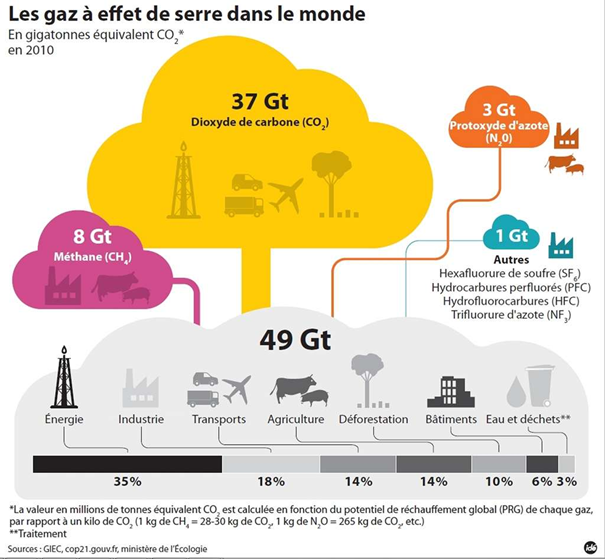 Les gaz à effet de serre dans le monde
En gigatonnes équivalent CO₂*
en 2010
37 Gt
Dioxyde de carbone (CO₂)
3 Gt
Protoxyde d'azote
(N₂0)
8 Gt
Méthane (CH₄)
1 Gt
Autres
Hexafluorure de soufre (SF₆)
Hydrocarbures perfluorés (PFC)
Hydrofluorocarbures (HFC)
Trifluorure d'azote (NF₃)
49 Gt
Énergie Industrie Transports Agriculture Déforestation Bâtiments Eau et déchets**
35% 18% 14% 14% 10% 6% 3%
*La valeur en millions de tonnes équivalent CO₂ est calculée en fonction du potentiel de réchauffement global (PRG) de chaque gaz,
par rapport à un kilo de CO₂ (1 kg de CH₄ = 28-30 kg de CO₂, 1 kg de N₂O = 265 kg de CO₂, etc.)
**Traitement
Sources : GIEC, cop21.gouv.fr, ministère de l'Écologie
idé